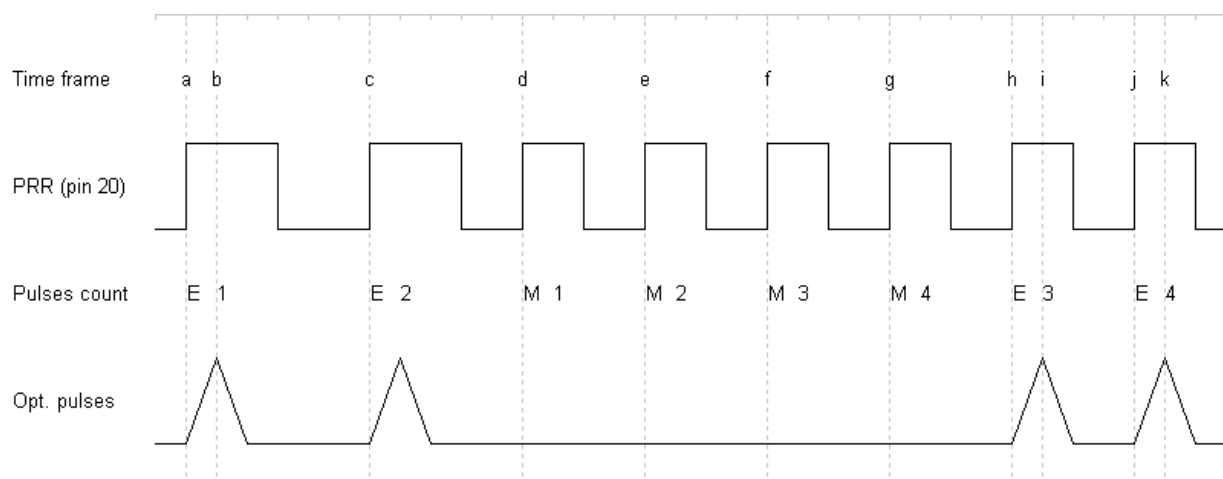 Time frame a b c d e f g h i j k
PRR (pin 20)
Pulses count E 1 E 2 M 1 M 2 M 3 M 4 E 3 E 4
Opt. pulses